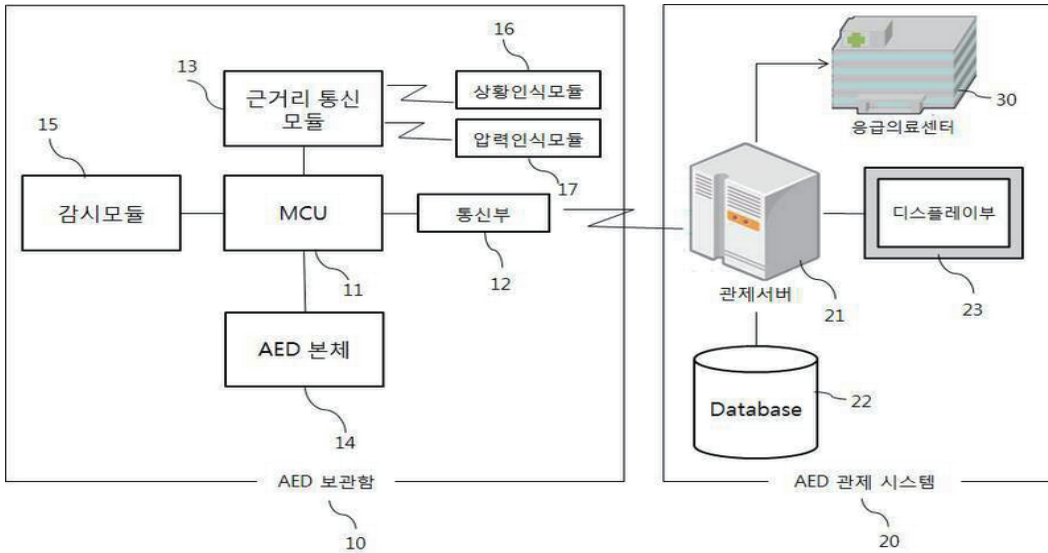 16
13
근거리 통신
모듈
상황인식모듈
압력인식모듈
17
15
감시모듈
MCU
통신부
11
12
AED 본체
14
AED 보관함
10
30
응급의료센터
디스플레이부
관제서버
21
23
Database
22
AED 관제 시스템
20